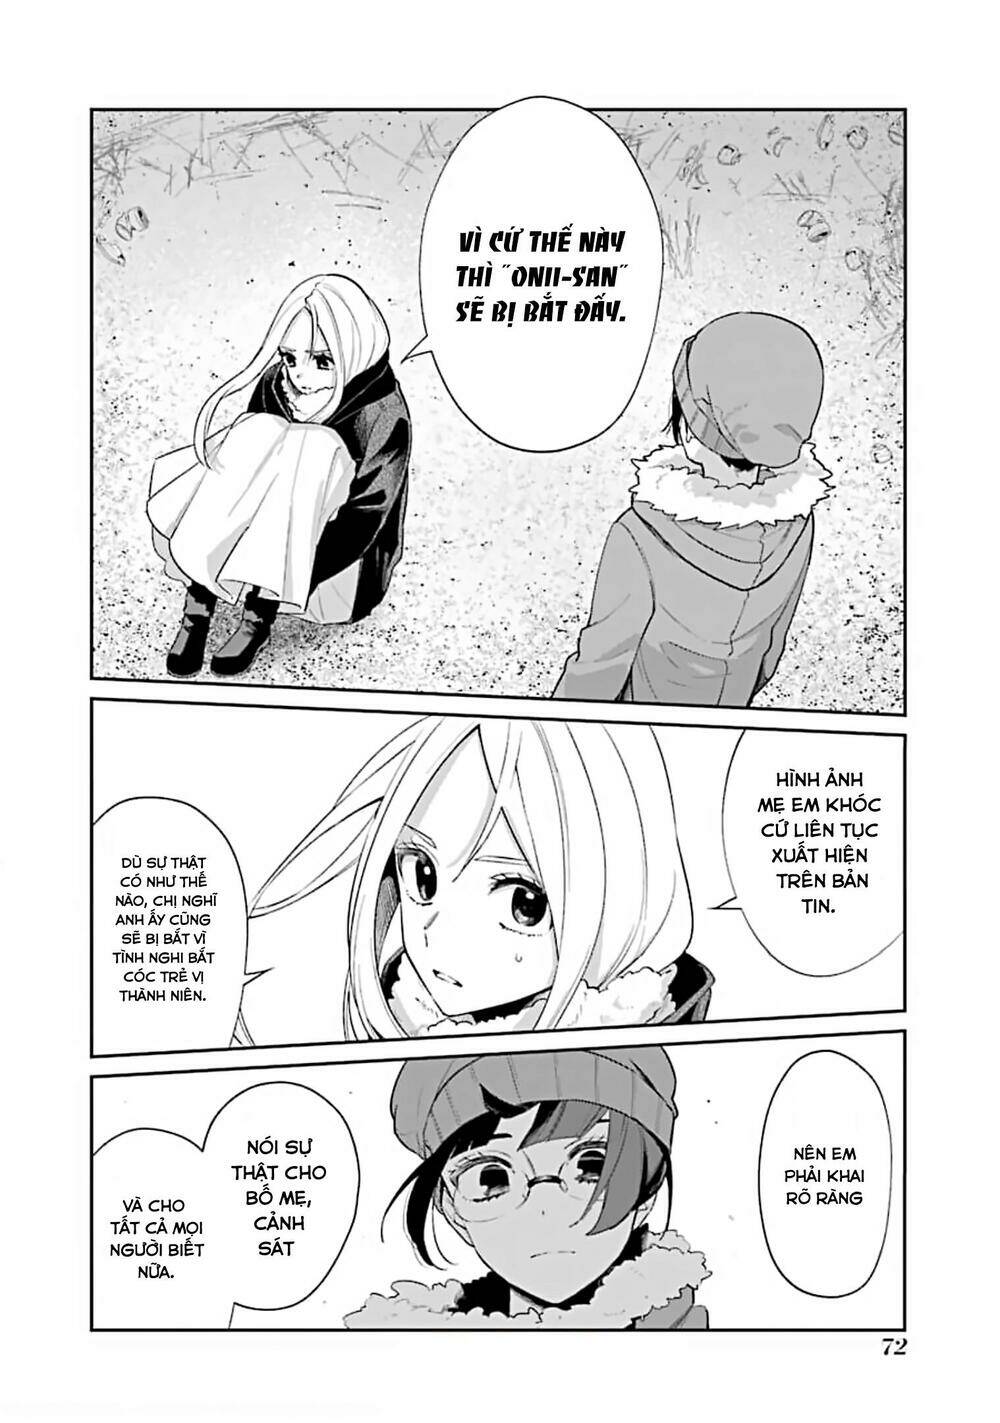 VÌ CỨ THẾ NÀY
THÌ "ONII-SAN"
SẼ BỊ BẮT ĐẤY.
HÌNH ẢNH
MẸ EM KHÓC
CỨ LIÊN TỤC
XUẤT HIỆN
TRÊN BẢN
TIN.
DÙ SỰ THẬT
CÓ NHƯ THẾ
NÀO, CHỊ NGHĨ
ANH ẤY CŨNG
SẼ BỊ BẮT VÌ
TÌNH NGHI BẮT
CÓC TRẺ VỊ
THÀNH NIÊN.
NÊN EM
PHẢI KHAI
RÕ RÀNG
NÓI SỰ
THẬT CHO
BỐ MẸ,
CẢNH
SÁT
VÀ CHO
TẤT CẢ MỌI
NGƯỜI BIẾT
NỮA.
72